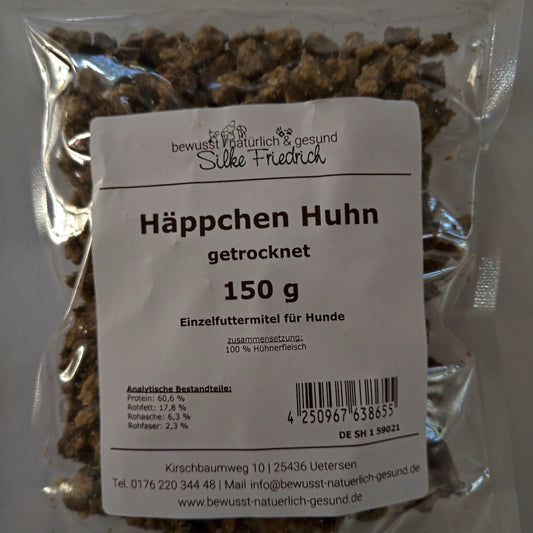 bewusst natürlich & gesund
Silke Friedrich
Häppchen Huhn
getrocknet
150 g
Einzelfuttermitel für Hunde
zusammensetzung:
100 % Hühnerfleisch
Analytische Bestandteile:
Protein: 60,6 %
Rohfett: 17,8 %
Rohasche: 6,3 %
Rohfaser: 2,3 %
4 250967 638655
DE SH 1 59021
Kirschbaumweg 10 | 25436 Uetersen
Tel. 0176 220 344 48 | Mail info@bewusst-natuerlich-gesund.de
www.bewusst-natuerlich-gesund.de